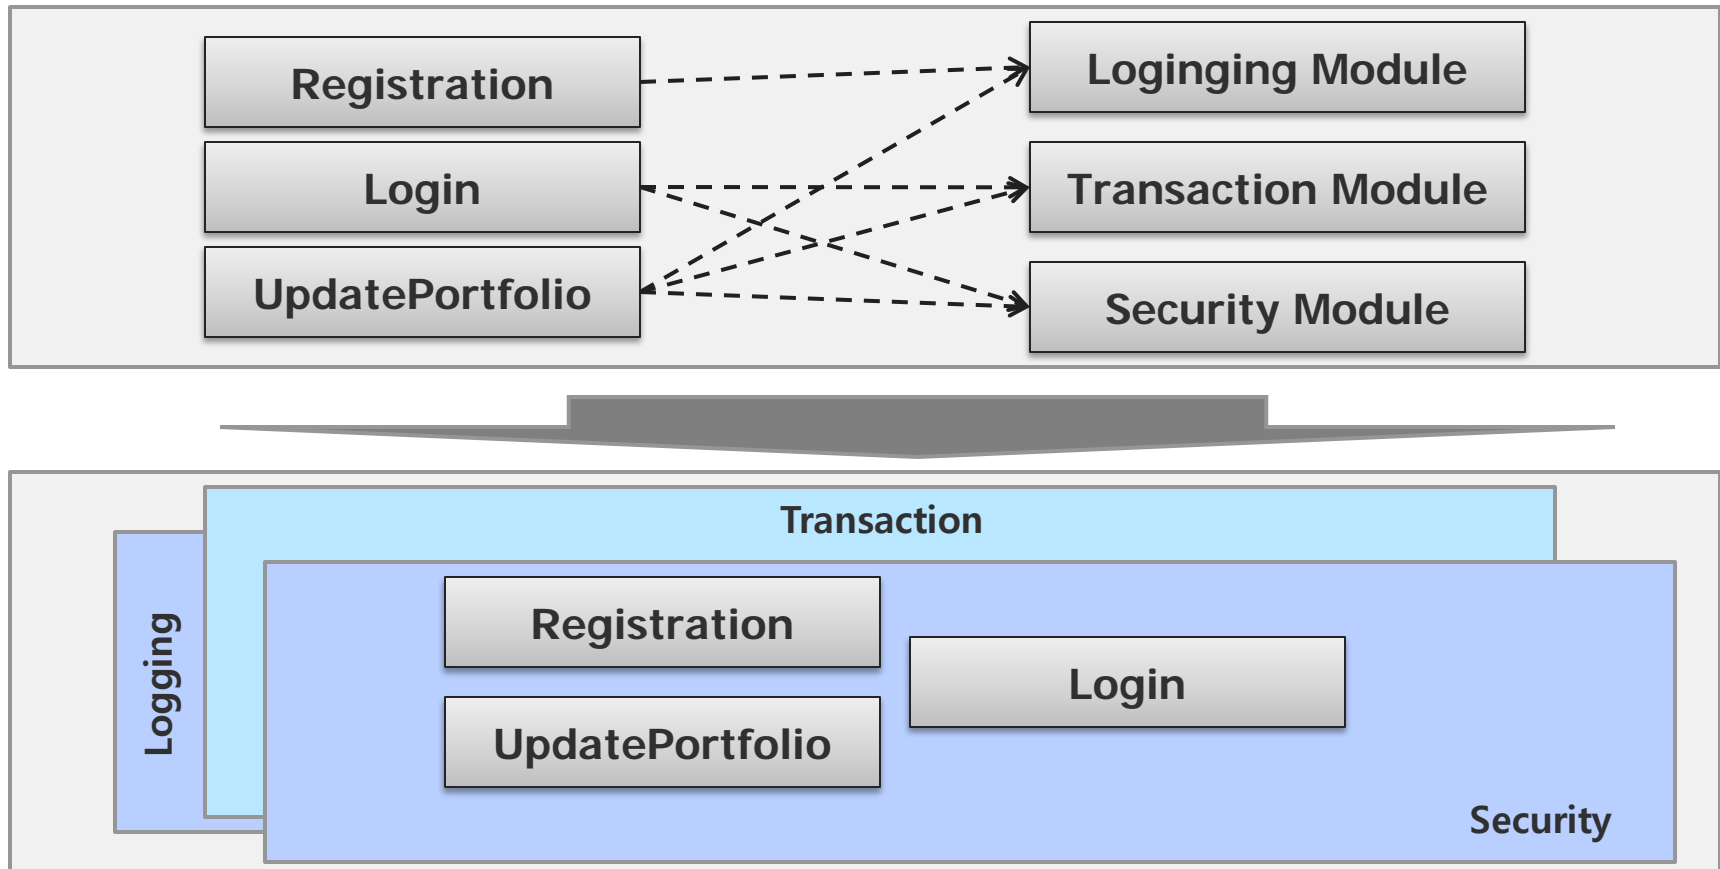 Registration
Loginging Module
Login
Transaction Module
UpdatePortfolio
Security Module
Transaction
Logging
Registration
Login
UpdatePortfolio
Security